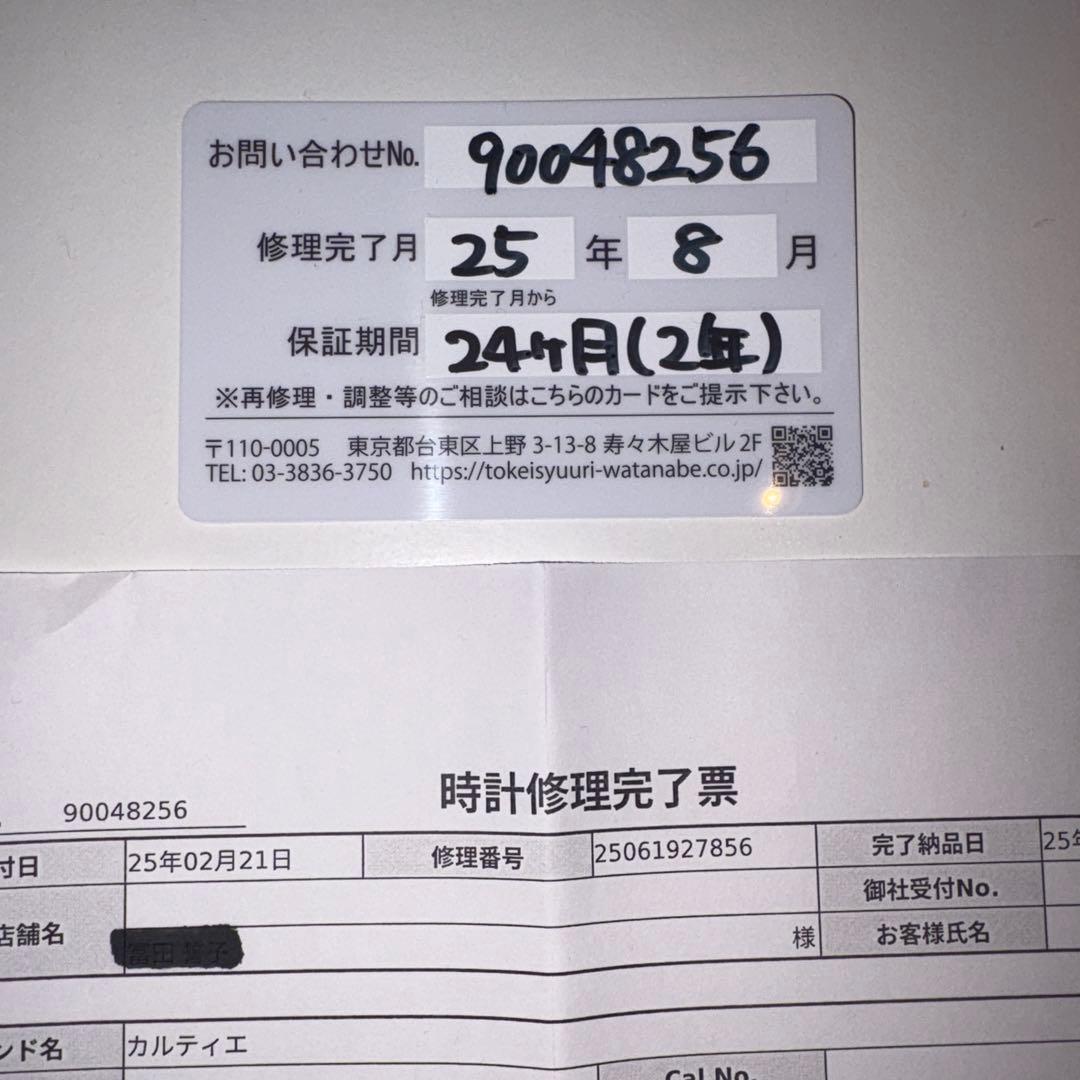 お問い合わせNo. 90048256
修理完了月 25 年 8 月
修理完了月から
保証期間 24ヶ月(2年)
※再修理・調整等のご相談はこちらのカードをご提示下さい。
〒110-0005 東京都台東区上野 3-13-8 寿々木屋ビル 2F
TEL: 03-3836-3750 https://tokeisyuuri-watanabe.co.jp/
時計修理完了票
90048256
付日 25年02月21日 修理番号 25061927856 完了納品日 25年
御社受付No.
店舗名 様 お客様氏名
ンド名 カルティエ
Cal No.